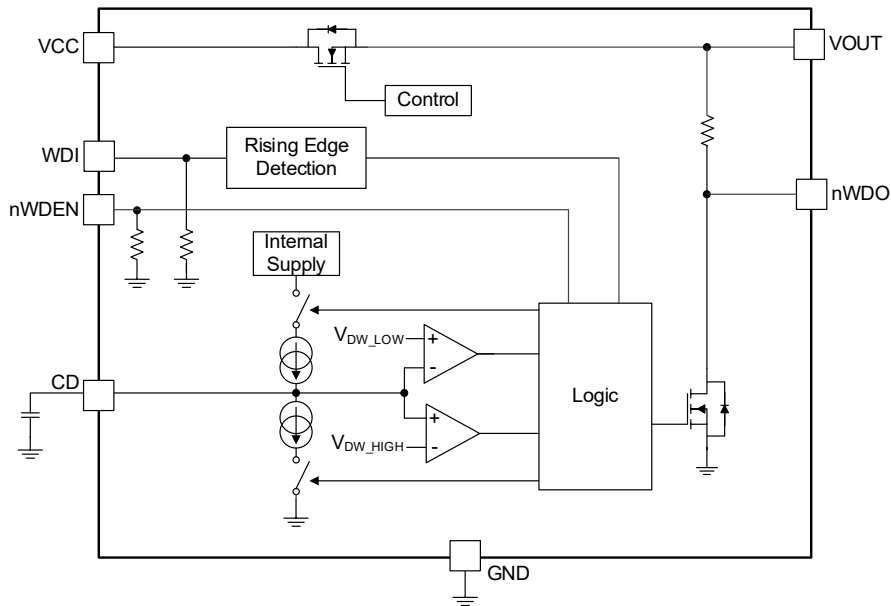 VCC
VOUT
Control
WDI
Rising Edge
Detection
nWDEN
nWDO
Internal
Supply
V_DW_LOW
+
-
CD
Logic
+
-
V_DW_HIGH
GND